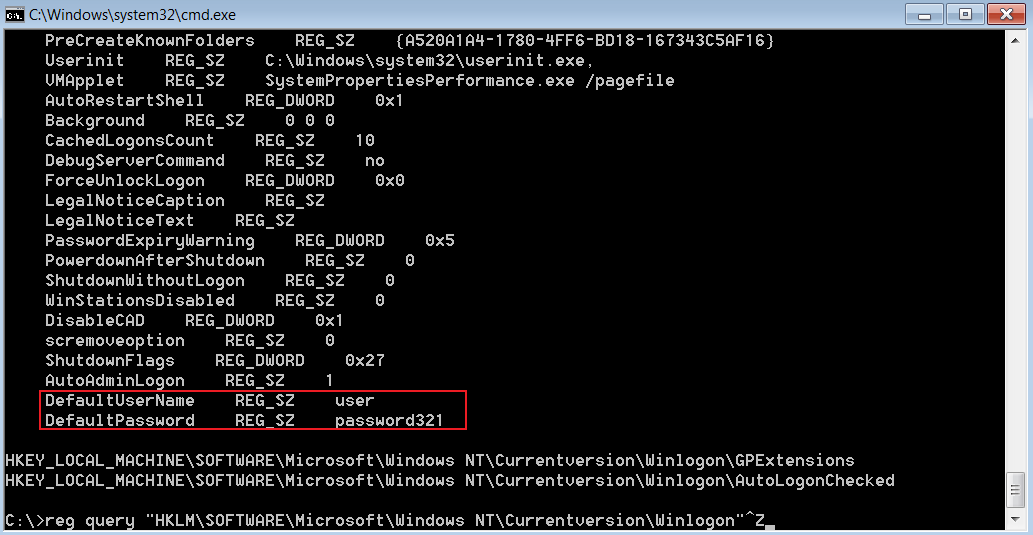 C:\Windows\system32\cmd.exe
PreCreateKnownFolders    REG_SZ    {A520A1A4-1780-4FF6-BD18-167343C5AF16}
Userinit    REG_SZ    C:\Windows\system32\userinit.exe,
VMApplet    REG_SZ    SystemPropertiesPerformance.exe /pagefile
AutoRestartShell    REG_DWORD    0x1
Background    REG_SZ    0 0 0
CachedLogonsCount    REG_SZ    10
DebugServerCommand    REG_SZ    no
ForceUnlockLogon    REG_DWORD    0x0
LegalNoticeCaption    REG_SZ
LegalNoticeText    REG_SZ
PasswordExpiryWarning    REG_DWORD    0x5
PowerdownAfterShutdown    REG_SZ    0
ShutdownWithoutLogon    REG_SZ    0
WinStationsDisabled    REG_SZ    0
DisableCAD    REG_DWORD    0x1
scremoveoption    REG_SZ    0
ShutdownFlags    REG_DWORD    0x27
AutoAdminLogon    REG_SZ    1
DefaultUserName    REG_SZ    user
DefaultPassword    REG_SZ    password321
HKEY_LOCAL_MACHINE\SOFTWARE\Microsoft\Windows NT\Currentversion\Winlogon\GPExtensions
HKEY_LOCAL_MACHINE\SOFTWARE\Microsoft\Windows NT\Currentversion\Winlogon\AutoLogonChecked
C:\>reg query "HKLM\SOFTWARE\Microsoft\Windows NT\Currentversion\Winlogon"^Z_